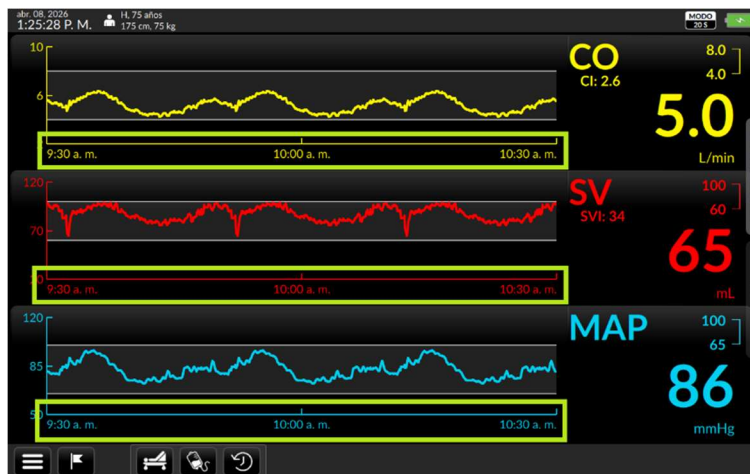 abr. 08, 2026
1:25:28 P. M.
H, 75 años
175 cm, 75 kg
MODO
20 S
10
6
9:30 a. m.
10:00 a. m.
10:30 a. m.
CO
CI: 2.6
8.0
4.0
5.0
L/min
120
70
9:30 a. m.
10:00 a. m.
10:30 a. m.
SV
SVI: 34
100
60
65
mL
120
85
50
9:30 a. m.
10:00 a. m.
10:30 a. m.
MAP
100
65
86
mmHg